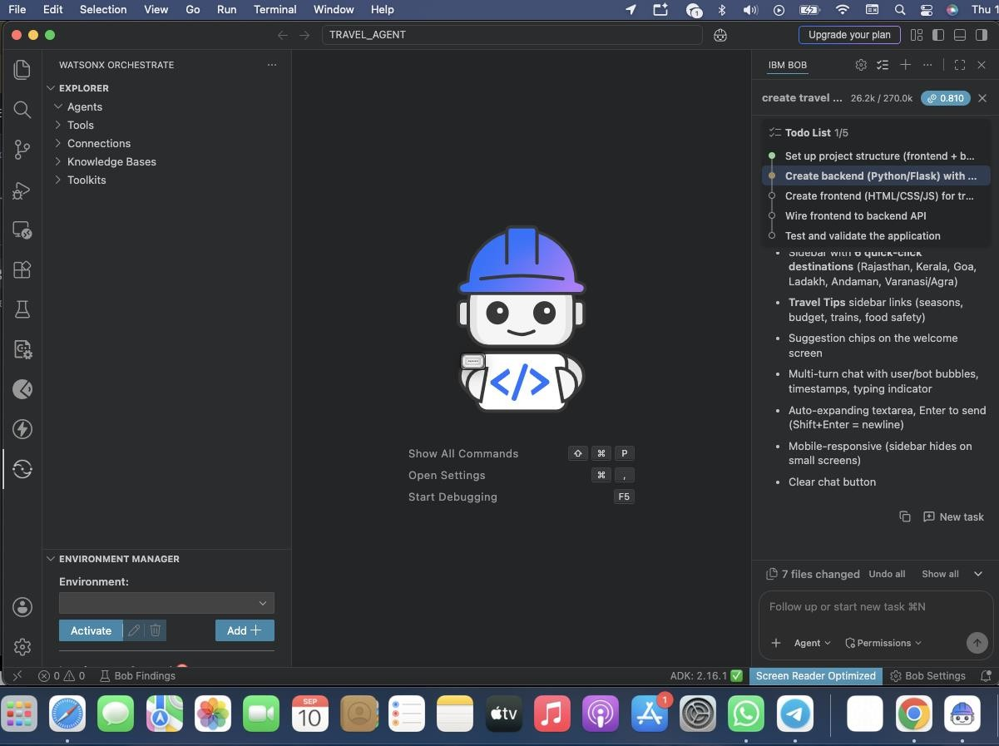 File Edit Selection View Go Run Terminal Window Help
1
Thu 1
TRAVEL_AGENT
Upgrade your plan
WATSONX ORCHESTRATE
EXPLORER
Agents
Tools
Connections
Knowledge Bases
Toolkits
</>
Show All Commands ⇧ ⌘ P
Open Settings ⌘ ,
Start Debugging F5
ENVIRONMENT MANAGER
Environment:
Activate
Add +
IBM BOB
create travel ... 26.2k / 270.0k 0.810
Todo List 1/5
Set up project structure (frontend + b...
Create backend (Python/Flask) with ...
Create frontend (HTML/CSS/JS) for tr...
Wire frontend to backend API
Test and validate the application
• Sidebar with 6 quick-click
destinations (Rajasthan, Kerala, Goa,
Ladakh, Andaman, Varanasi/Agra)
• Travel Tips sidebar links (seasons,
budget, trains, food safety)
• Suggestion chips on the welcome
screen
• Multi-turn chat with user/bot bubbles,
timestamps, typing indicator
• Auto-expanding textarea, Enter to send
(Shift+Enter = newline)
• Mobile-responsive (sidebar hides on
small screens)
• Clear chat button
New task
7 files changed Undo all Show all
Follow up or start new task ⌘N
+ Agent Permissions
0 0 Bob Findings
ADK: 2.16.1 ✅ Screen Reader Optimized Bob Settings
SEP
10
tv
1